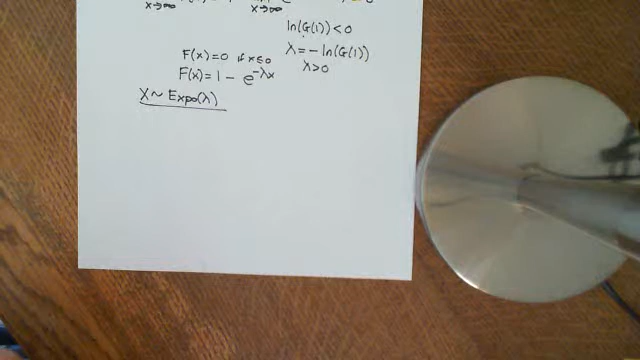 x→∞ x→∞
ln(G(1)) < 0
F(x) = 0 if x ≤ 0 λ = − ln(G(1))
F(x) = 1 − e^{−λx} λ > 0
X ~ Expo(λ)